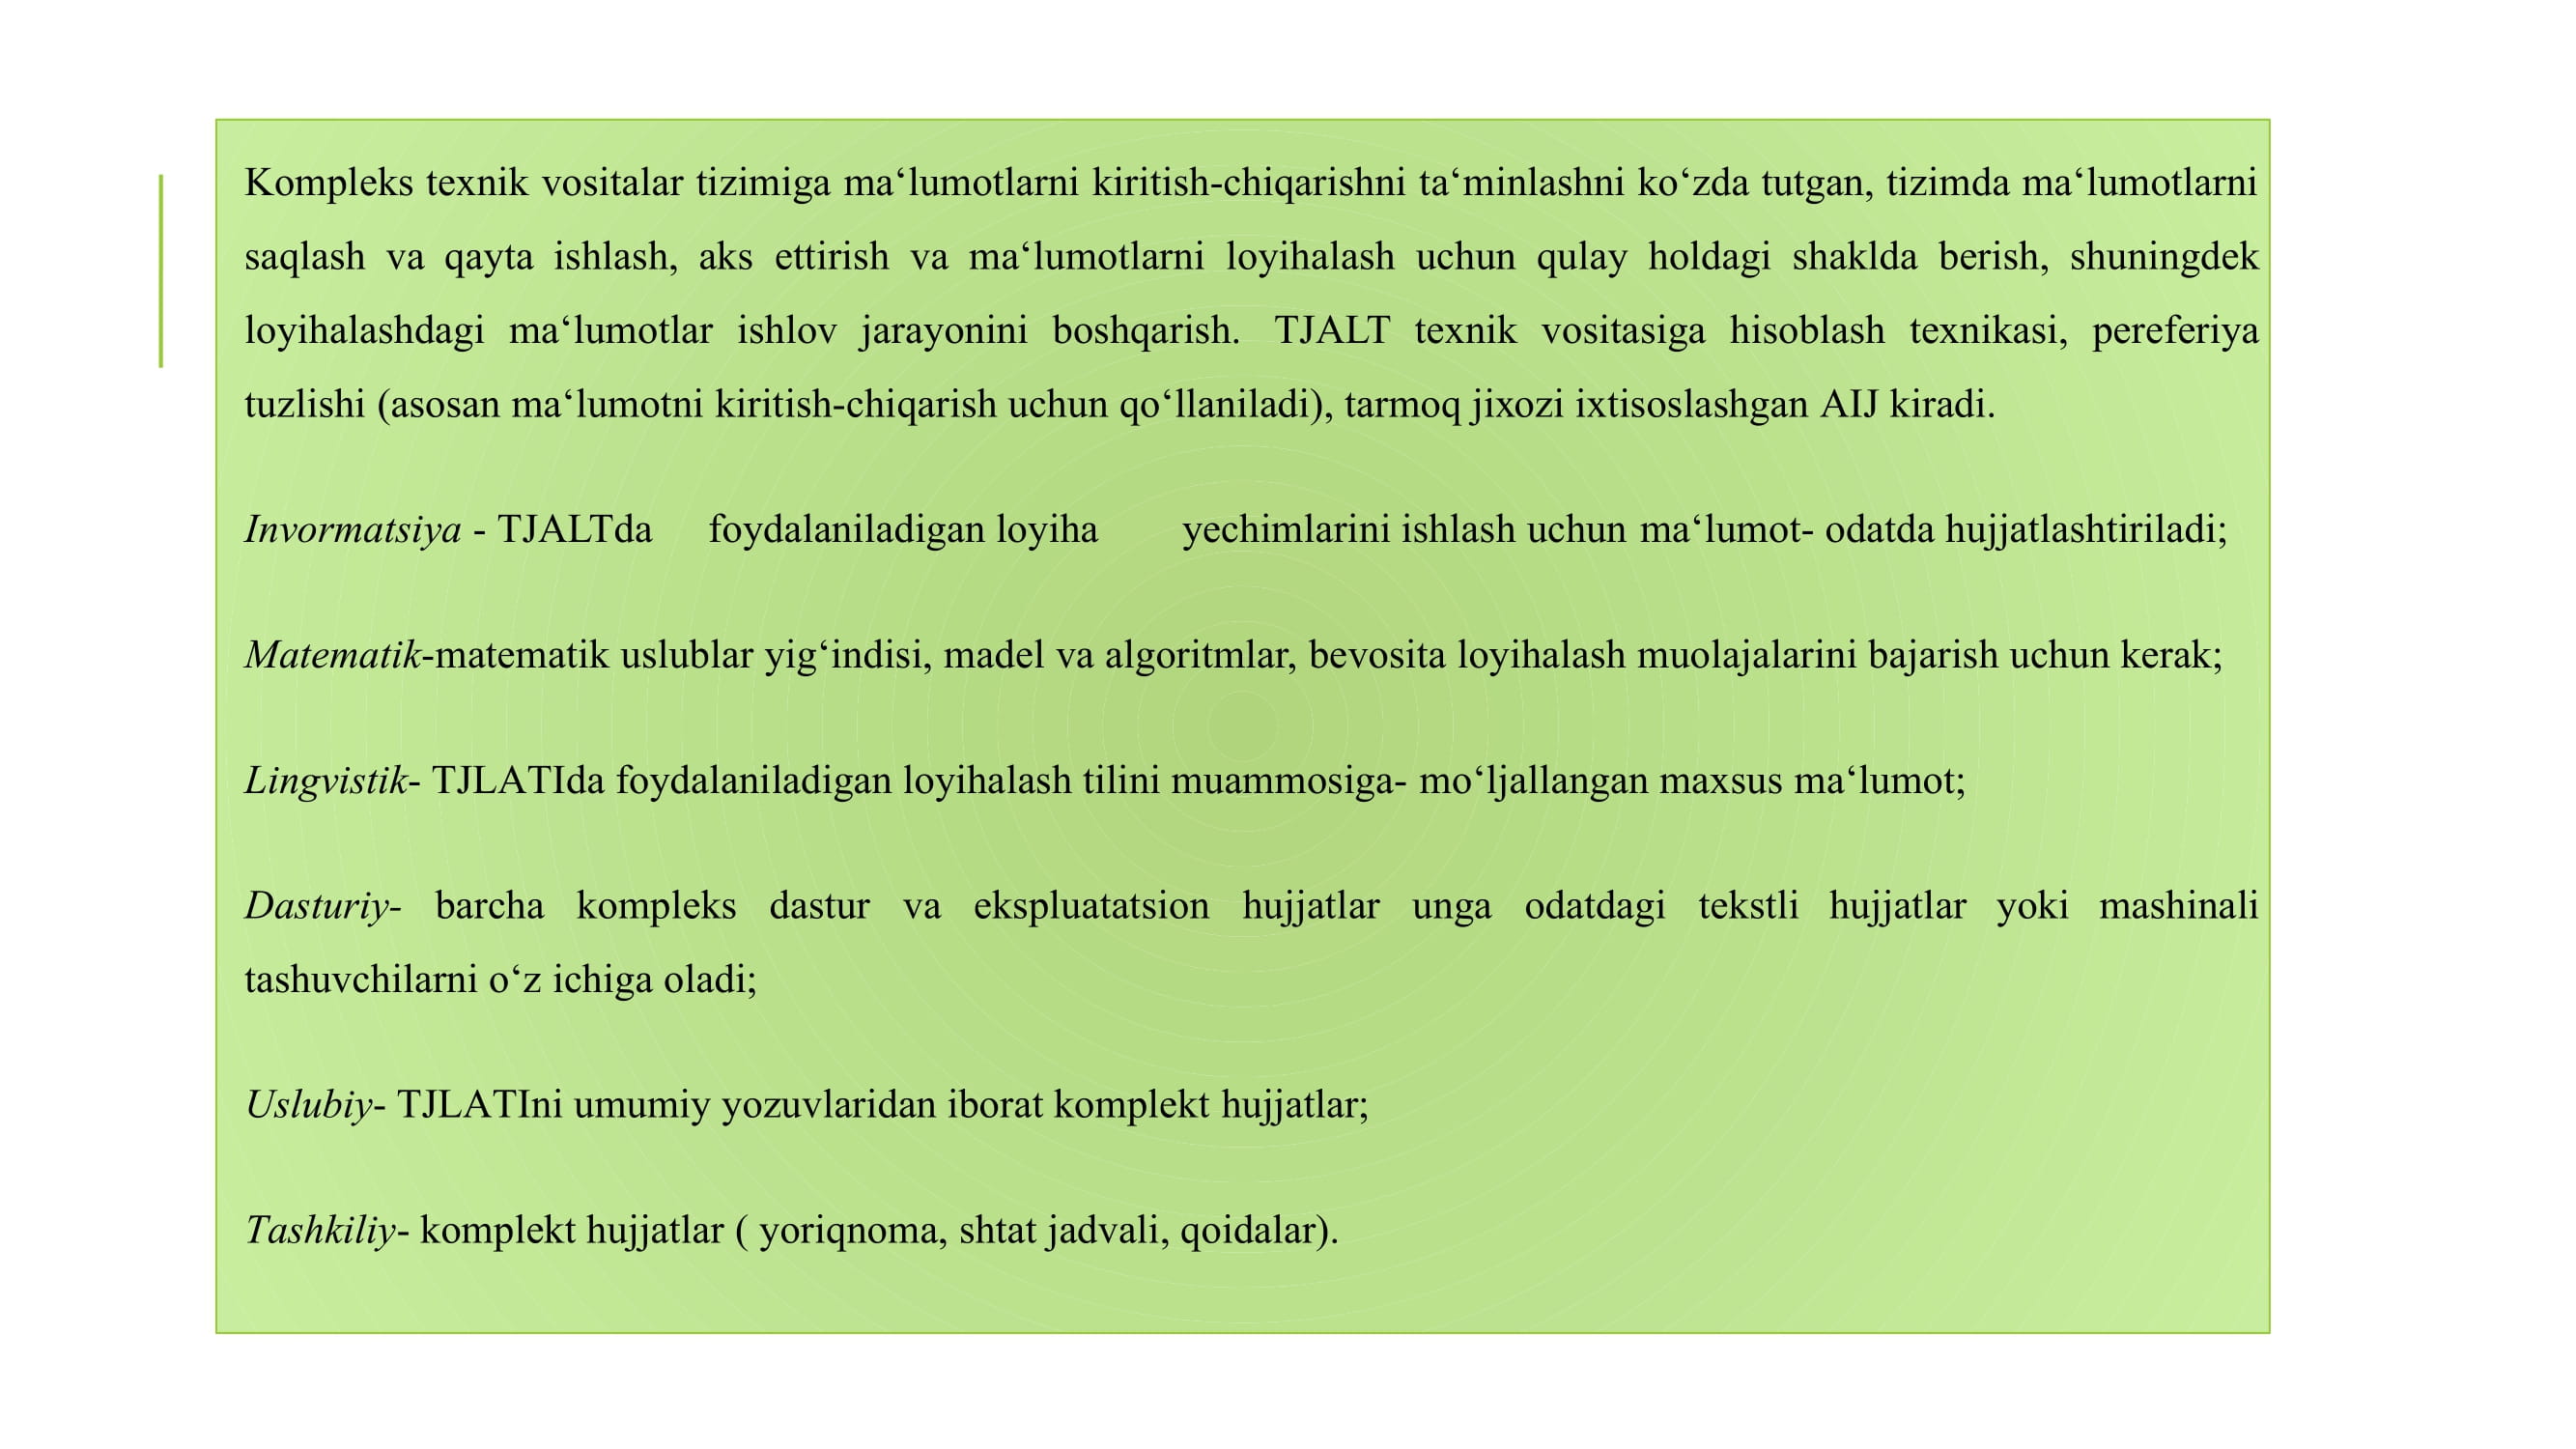 Kompleks texnik vositalar tizimiga ma‘lumotlarni kiritish-chiqarishni ta‘minlashni ko‘zda tutgan, tizimda ma‘lumotlarni
saqlash va qayta ishlash, aks ettirish va ma‘lumotlarni loyihalash uchun qulay holdagi shaklda berish, shuningdek
loyihalashdagi ma‘lumotlar ishlov jarayonini boshqarish. TJALT texnik vositasiga hisoblash texnikasi, pereferiya
tuzlishi (asosan ma‘lumotni kiritish-chiqarish uchun qo‘llaniladi), tarmoq jixozi ixtisoslashgan AIJ kiradi.
Invormatsiya - TJALTda foydalaniladigan loyiha yechimlarini ishlash uchun ma‘lumot- odatda hujjatlashtiriladi;
Matematik-matematik uslublar yig‘indisi, madel va algoritmlar, bevosita loyihalash muolajalarini bajarish uchun kerak;
Lingvistik- TJLATIda foydalaniladigan loyihalash tilini muammosiga- mo‘ljallangan maxsus ma‘lumot;
Dasturiy- barcha kompleks dastur va ekspluatatsion hujjatlar unga odatdagi tekstli hujjatlar yoki mashinali
tashuvchilarni o‘z ichiga oladi;
Uslubiy- TJLATIni umumiy yozuvlaridan iborat komplekt hujjatlar;
Tashkiliy- komplekt hujjatlar ( yoriqnoma, shtat jadvali, qoidalar).